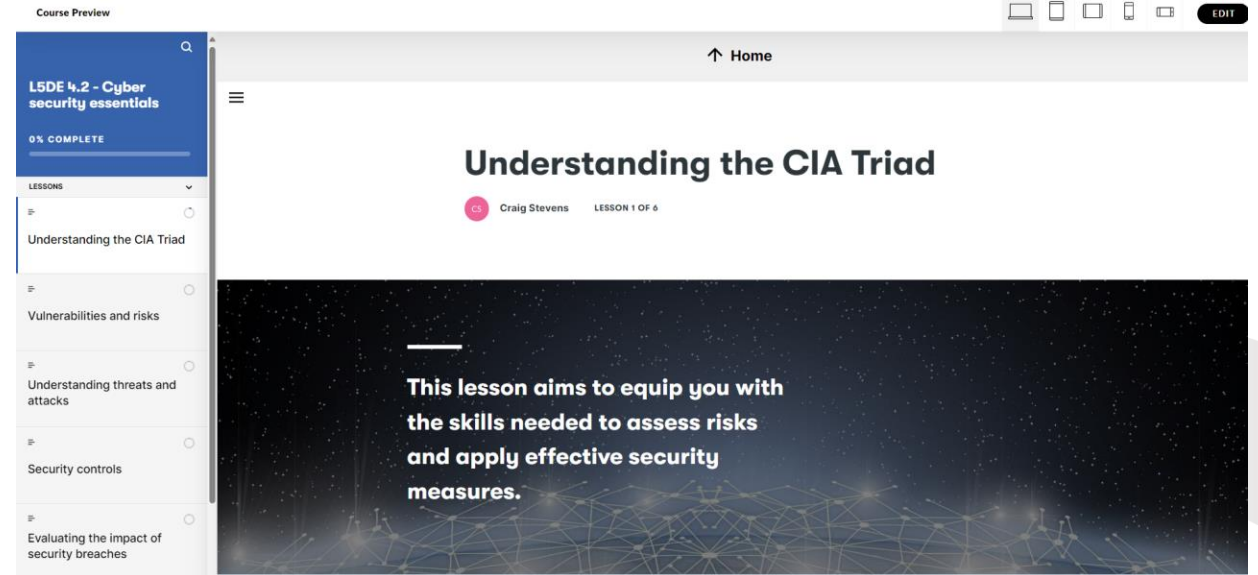 Course Preview
EDIT
L5DE 4.2 - Cyber
security essentials
0% COMPLETE
LESSONS
Understanding the CIA Triad
Vulnerabilities and risks
Understanding threats and
attacks
Security controls
Evaluating the impact of
security breaches
Home
Understanding the CIA Triad
CS
Craig Stevens
LESSON 1 OF 6
This lesson aims to equip you with
the skills needed to assess risks
and apply effective security
measures.